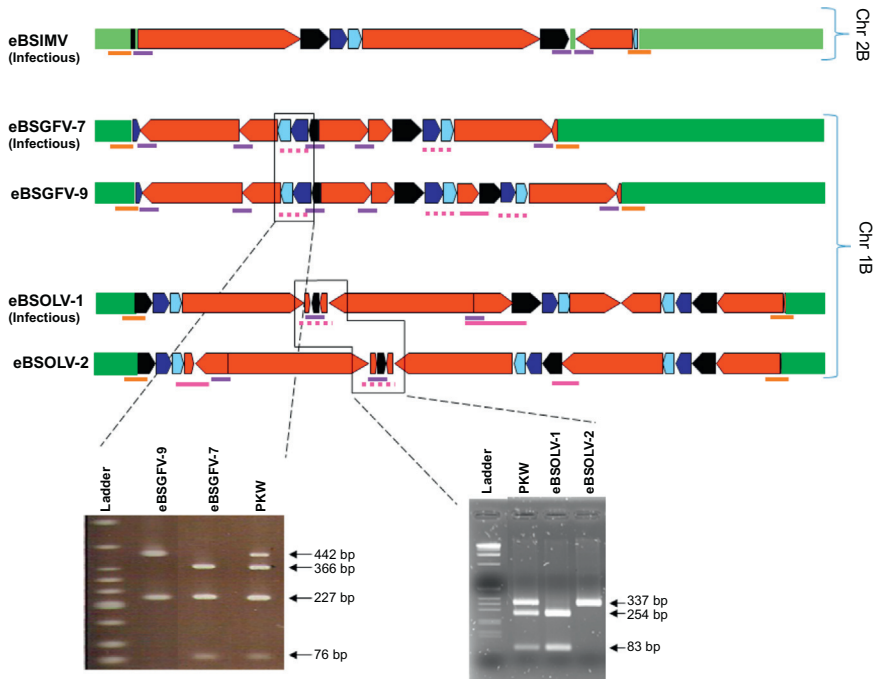 eBSIMV
(Infectious)
Chr 2B
eBSGFV-7
(Infectious)
eBSGFV-9
Chr 1B
eBSOLV-1
(Infectious)
eBSOLV-2
Ladder
eBSGFV-9
eBSGFV-7
PKW
442 bp
366 bp
227 bp
76 bp
Ladder
PKW
eBSOLV-1
eBSOLV-2
337 bp
254 bp
83 bp